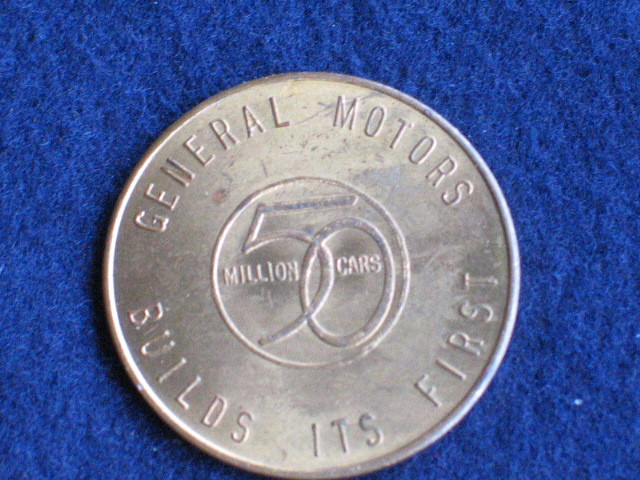 GENERAL MOTORS
BUILDS ITS FIRST
50
MILLION CARS